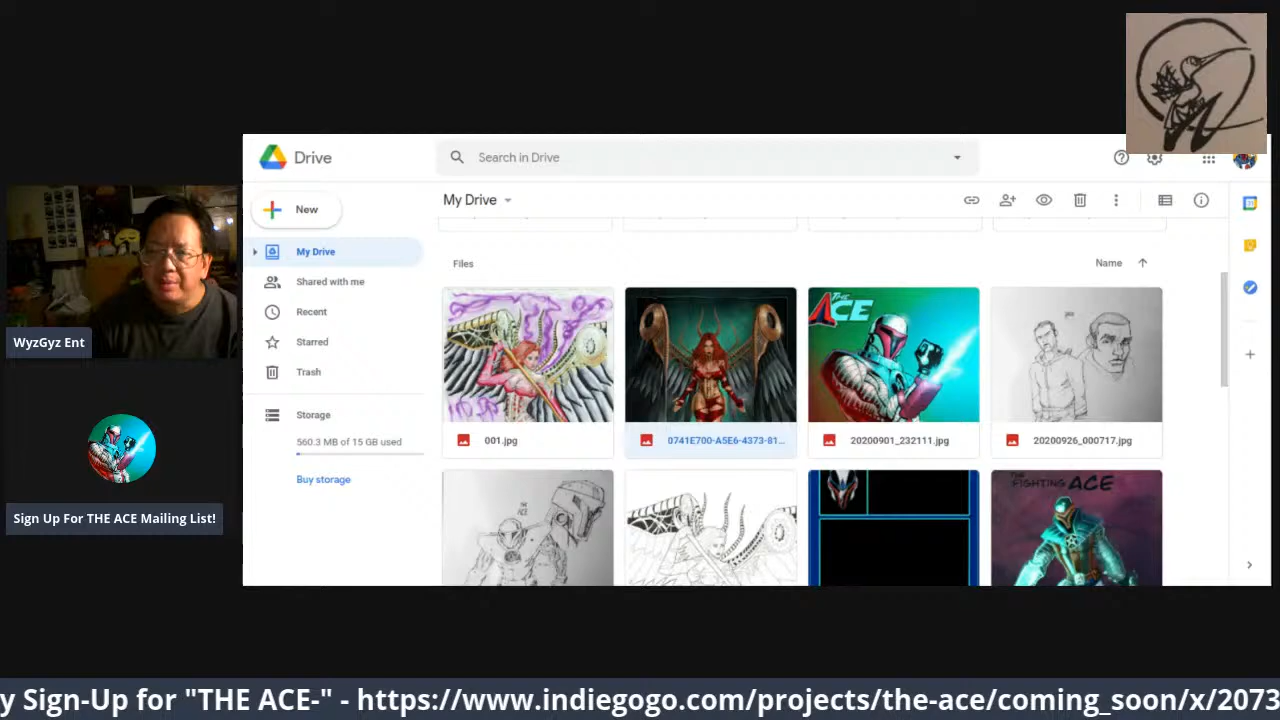 Drive
Search in Drive
New
My Drive
Files
Name
My Drive
Shared with me
Recent
Starred
Trash
Storage
560.3 MB of 15 GB used
Buy storage
THE ACE
001.jpg
0741E700-A5E6-4373-81...
20200901_232111.jpg
20200926_000717.jpg
THE FIGHTING ACE
WyzGyz Ent
Sign Up For THE ACE Mailing List!
y Sign-Up for "THE ACE-" - https://www.indiegogo.com/projects/the-ace/coming_soon/x/2073